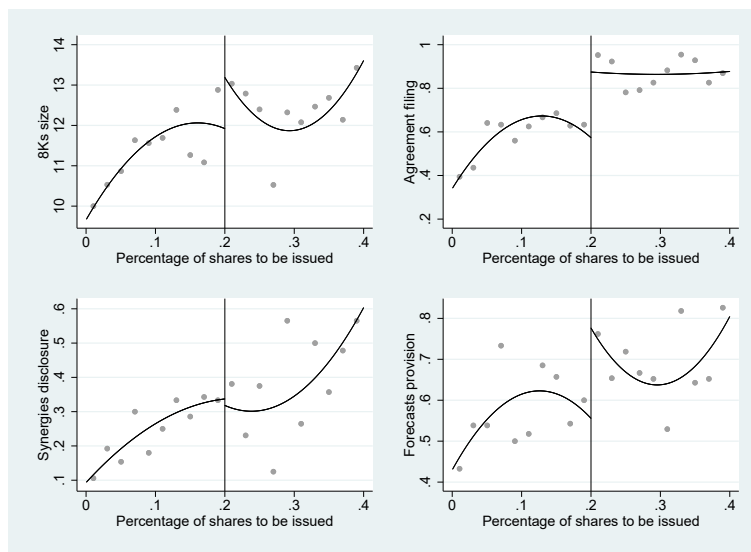 8Ks size
14
13
12
11
10
0 .1 .2 .3 .4
Percentage of shares to be issued
Agreement filing
1
.8
.6
.4
.2
0 .1 .2 .3 .4
Percentage of shares to be issued
Synergies disclosure
.6
.5
.4
.3
.2
.1
0 .1 .2 .3 .4
Percentage of shares to be issued
Forecasts provision
.8
.7
.6
.5
.4
0 .1 .2 .3 .4
Percentage of shares to be issued